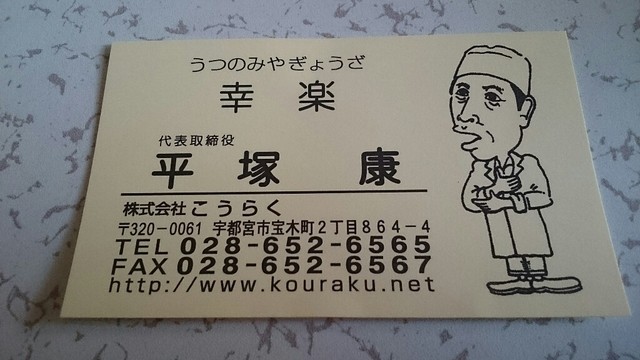 うつのみやぎょうざ
幸楽
代表取締役
平塚 康
株式会社こうらく
〒320-0061 宇都宮市宝木町2丁目864-4
TEL 028-652-6565
FAX 028-652-6567
http://www.kouraku.net